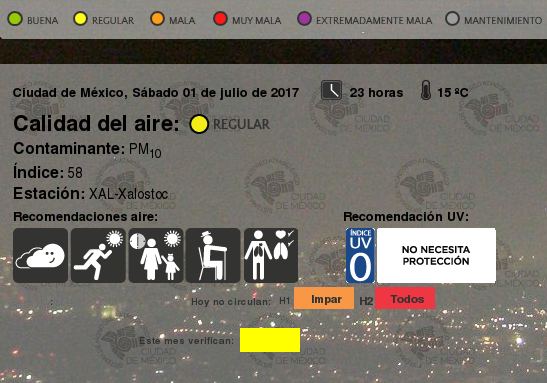 BUENA REGULAR MALA MUY MALA EXTREMADAMENTE MALA MANTENIMIENTO
Ciudad de México, Sábado 01 de julio de 2017 23 horas 15 ºC
Calidad del aire: REGULAR
Contaminante: PM10
Índice: 58
Estación: XAL-Xalostoc
Recomendaciones aire: Recomendación UV:
ÍNDICE
UV
0
NO NECESITA
PROTECCIÓN
: Hoy no circulan: H1 Impar H2 Todos
Este mes verifican:
CIUDAD
DE MÉXICO